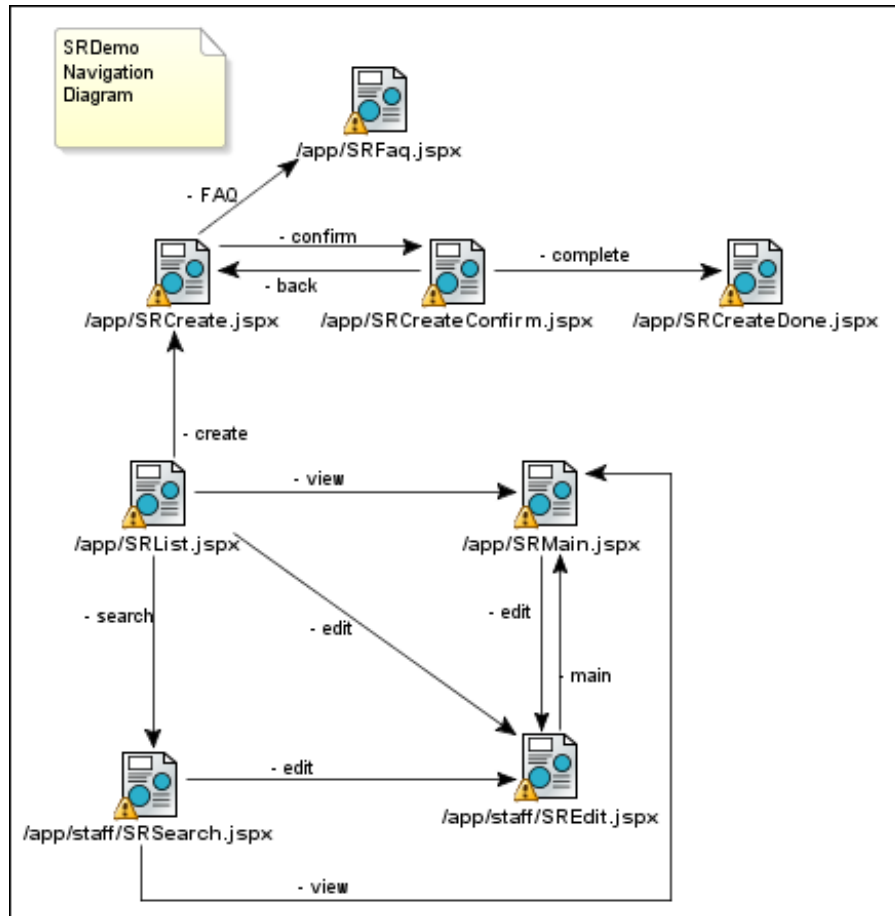 SRDemo
Navigation
Diagram
/app/SRFaq.jspx
- FAQ
- confirm
- complete
- back
/app/SRCreate.jspx
/app/SRCreateConfirm.jspx
/app/SRCreateDone.jspx
- create
- view
/app/SRList.jspx
/app/SRMain.jspx
- search
- edit
- edit
- main
- edit
/app/staff/SREdit.jspx
/app/staff/SRSearch.jspx
- view